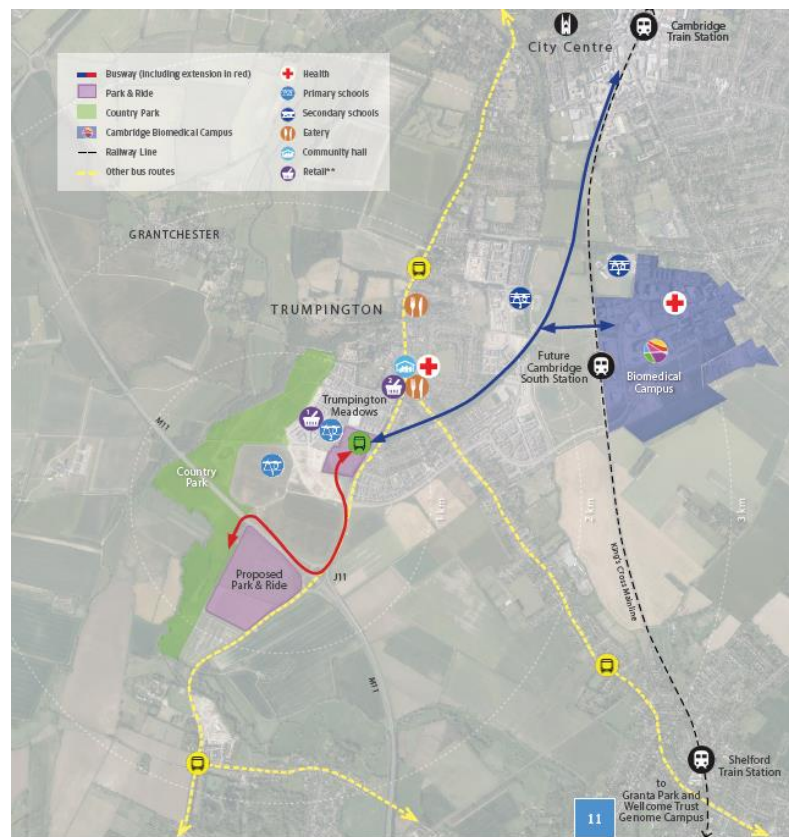 Busway (including extension in red)
Park & Ride
Country Park
Cambridge Biomedical Campus
Railway Line
Other bus routes
Health
Primary schools
Secondary schools
Eatery
Community hall
Retail**
City Centre
Cambridge
Train Station
GRANTCHESTER
TRUMPINGTON
Future
Cambridge
South Station
Biomedical
Campus
2
Trumpington
Meadows
1
M11
Country
Park
1 km
2 km
3 km
Proposed
Park & Ride
J11
King's Cross Mainline
M11
Shelford
Train Station
to
Granta Park and
Wellcome Trust
Genome Campus
11